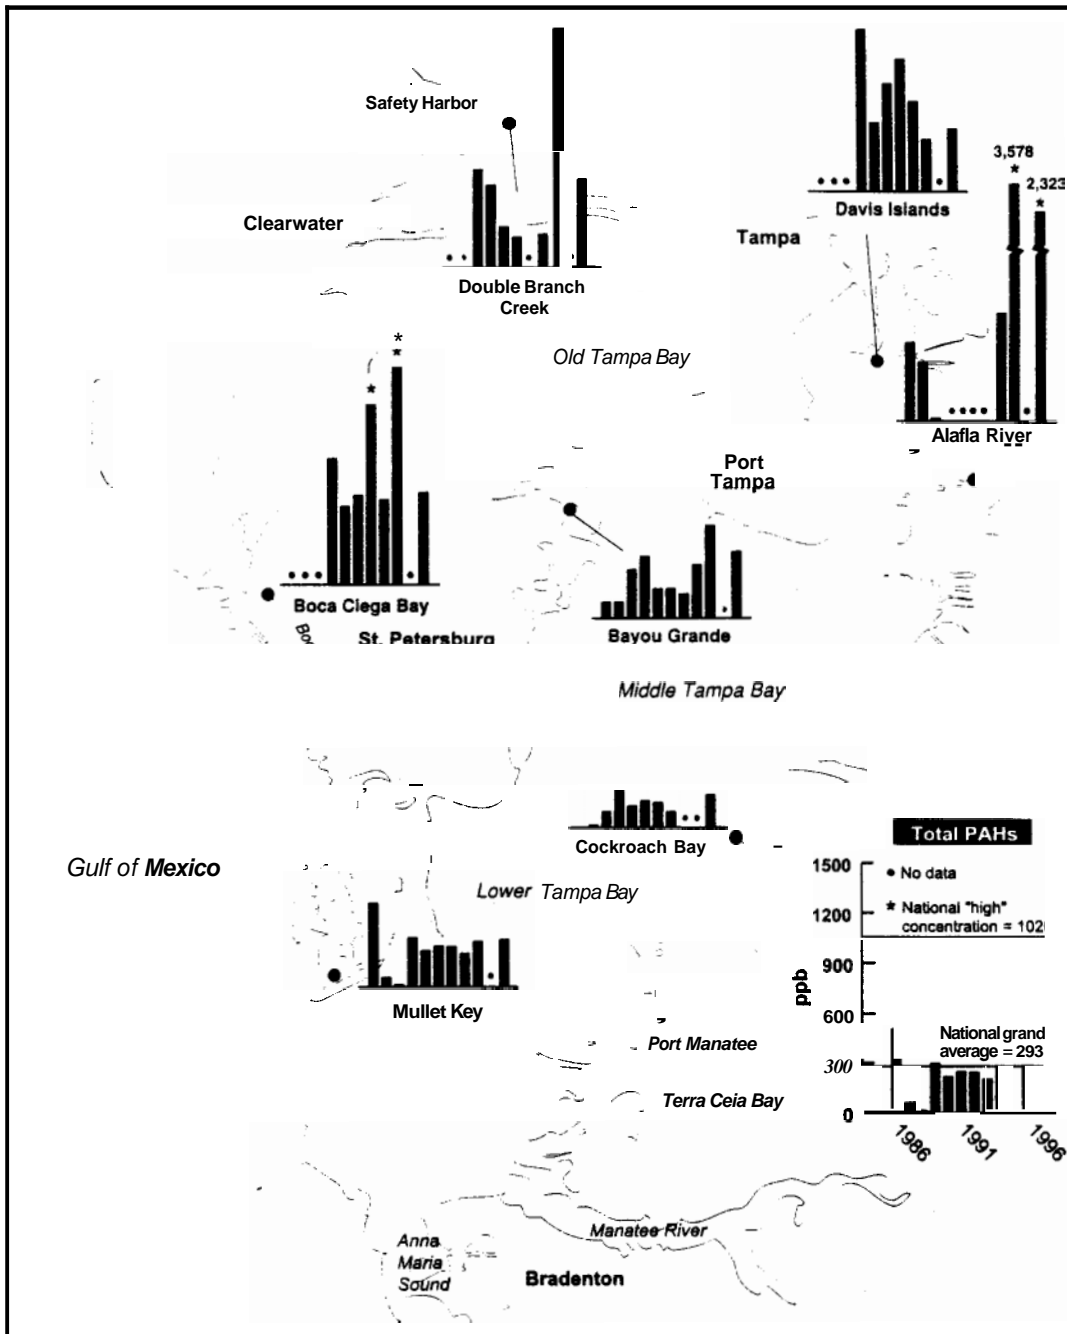 Safety Harbor
Clearwater
Double Branch
Creek
Davis Islands
Tampa
3,578
*
2,323
*
Alafla River
Old Tampa Bay
*
*
*
Boca Ciega Bay
St. Petersburg
Port
Tampa
Bayou Grande
Middle Tampa Bay
Cockroach Bay
Gulf of Mexico
Lower Tampa Bay
Mullet Key
Port Manatee
Terra Ceia Bay
Total PAHs
1500
1200
900
600
300
0
ppb
• No data
* National "high"
concentration = 102
National grand
average = 293
1986
1991
1996
Manatee River
Anna
Maria
Sound
Bradenton